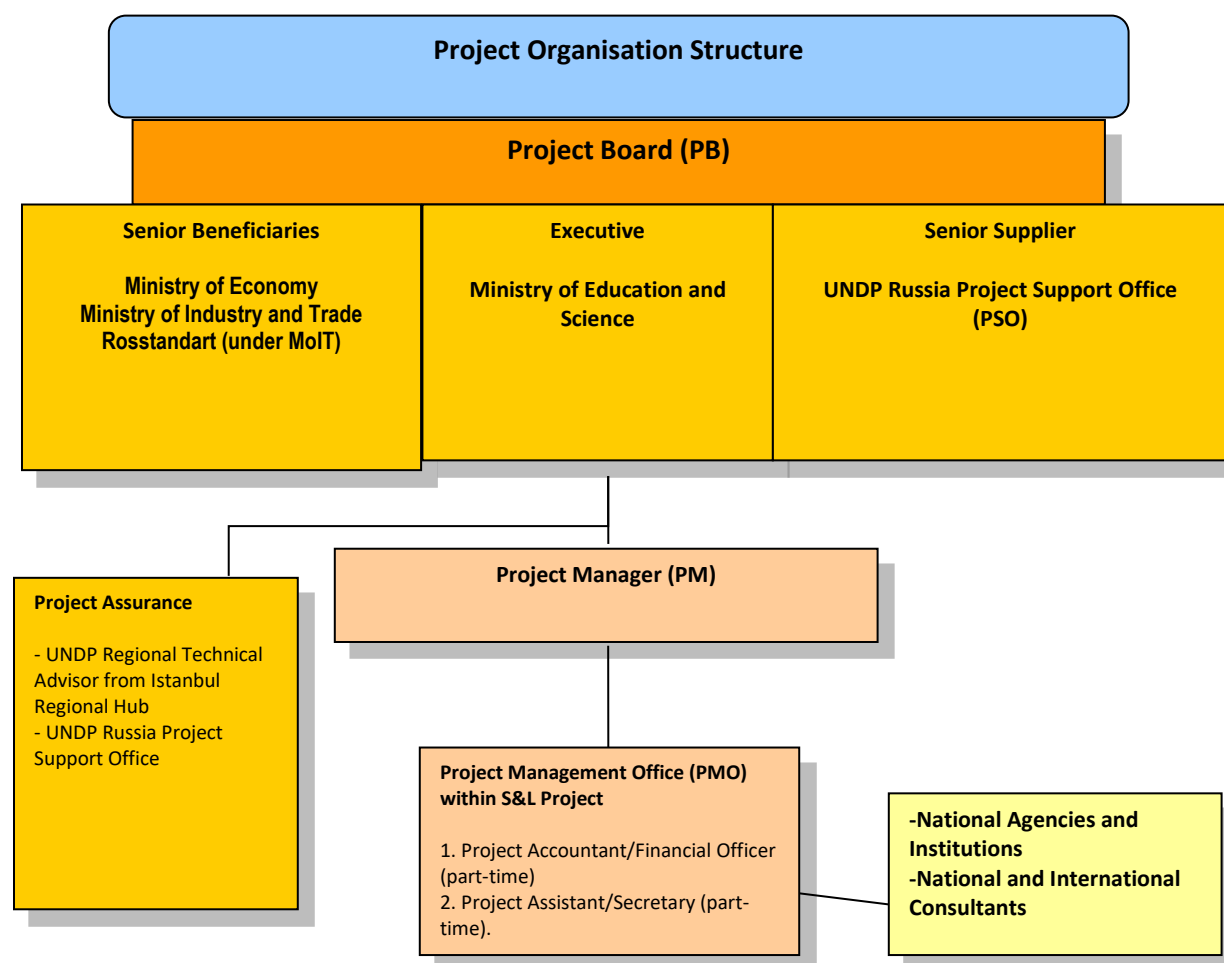 Project Organisation Structure
Project Board (PB)
Senior Beneficiaries
Ministry of Economy
Ministry of Industry and Trade
Rosstandart (under MoIT)
Executive
Ministry of Education and
Science
Senior Supplier
UNDP Russia Project Support Office
(PSO)
Project Manager (PM)
Project Assurance
- UNDP Regional Technical
Advisor from Istanbul
Regional Hub
- UNDP Russia Project
Support Office
Project Management Office (PMO)
within S&L Project
1. Project Accountant/Financial Officer
(part-time)
2. Project Assistant/Secretary (part-
time).
-National Agencies and
Institutions
-National and International
Consultants